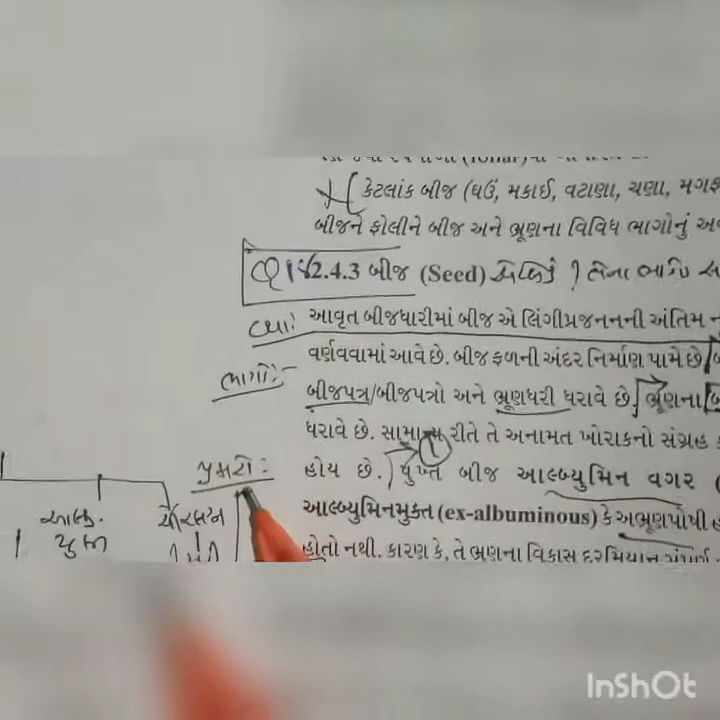 કેટલાંક બીજ (ઘઉં, મકાઈ, વટાણા, ચણા, મગફ
બીજને ફોલીને બીજ અને ભ્રૂણના વિવિધ ભાગોનું અવ
2.4.3 બીજ (Seed)
વ્યા: આવૃત બીજધારીમાં બીજ એ લિંગીપ્રજનનની અંતિમ ન
વર્ણવવામાં આવે છે. બીજ ફળની અંદર નિર્માણ પામે છે
ભાગો:-
બીજપત્ર/બીજપત્રો અને ભ્રૂણધરી ધરાવે છે. ભ્રૂણના બ
ધરાવે છે. સામાન્ય રીતે તે અનામત ખોરાકનો સંગ્રહ ક
પ્રકારો:
હોય છે. પુખ્ત બીજ આલ્બ્યુમિન વગર
આલ્બ્યુમિનમુક્ત (ex-albuminous) કે અભ્રૂણપોષી હ
હોતો નથી. કારણ કે, તે ભ્રૂણના વિકાસ દરમિયાન
InShOt